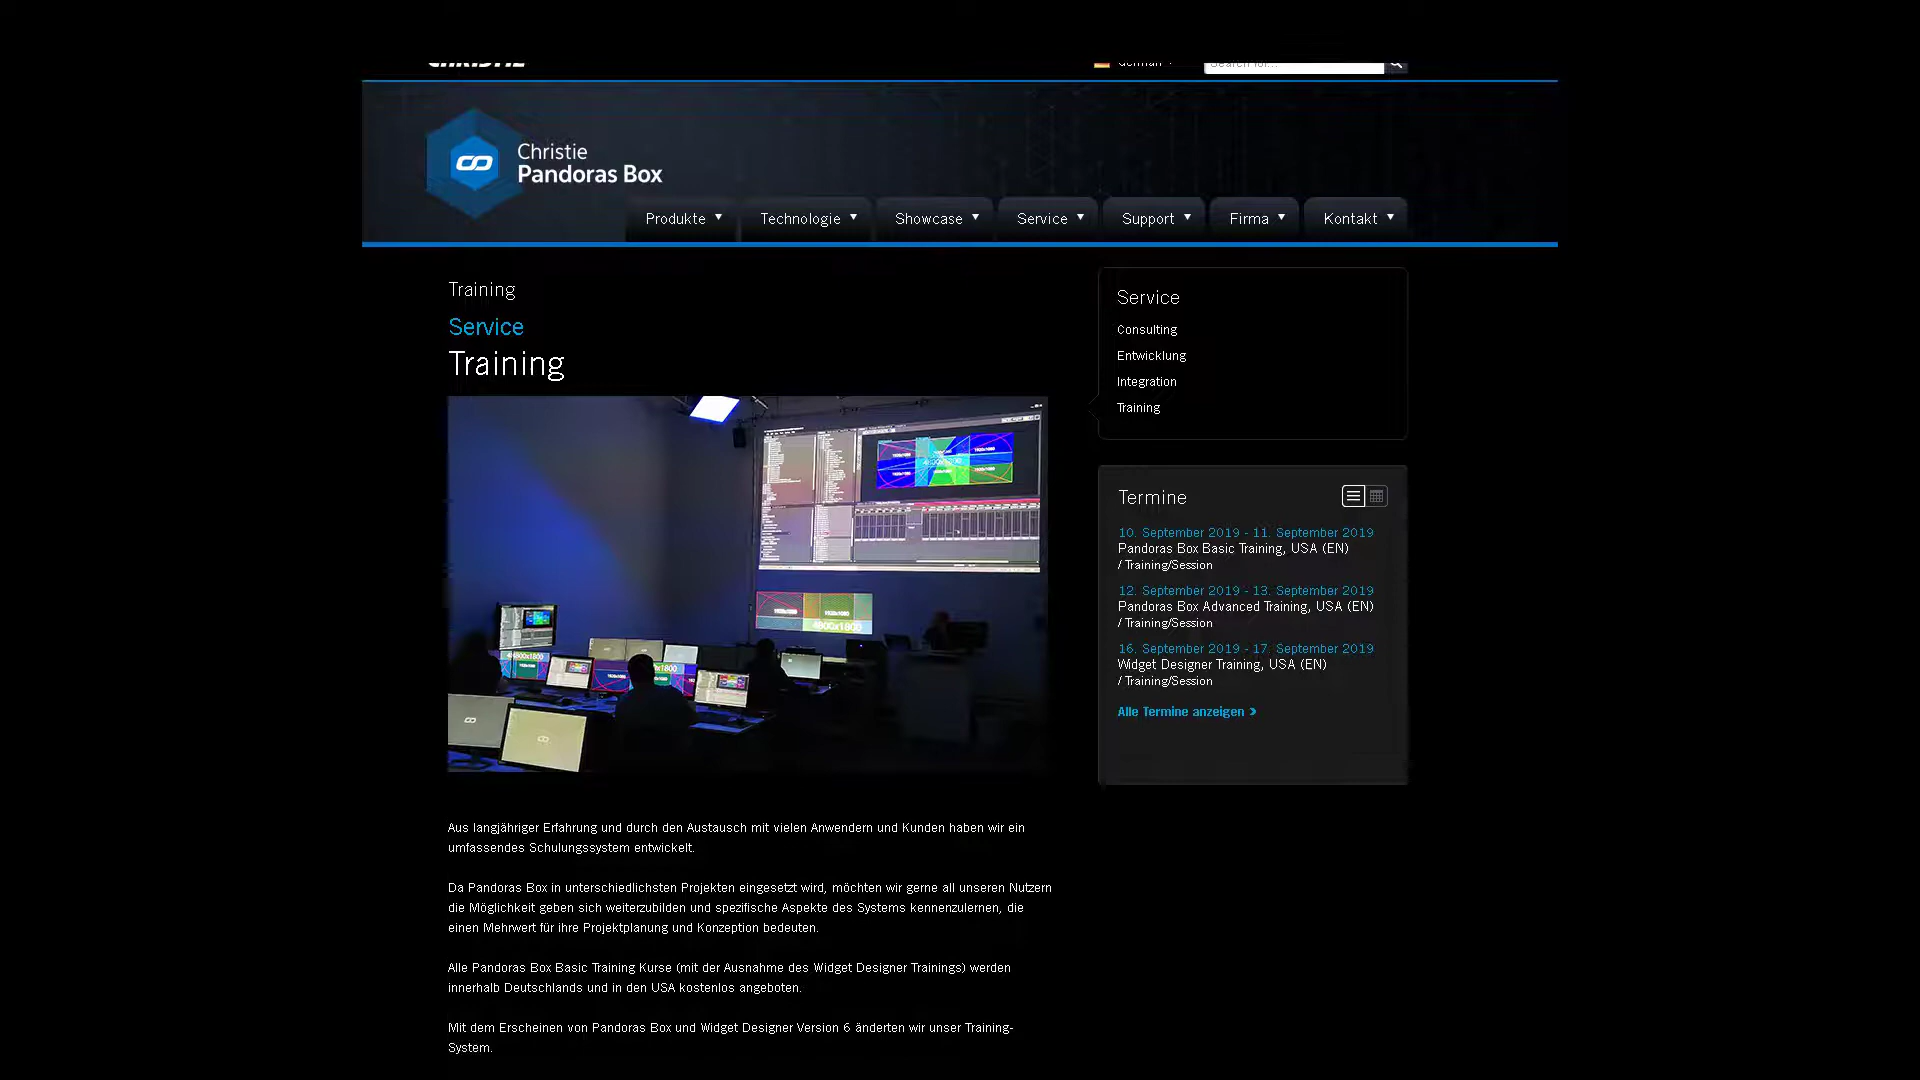 CHRISTIE
German
Search for...
Christie
Pandoras Box
Produkte
Technologie
Showcase
Service
Support
Firma
Kontakt
Training
Service
Training
Service
Consulting
Entwicklung
Integration
Training
Termine
10. September 2019 - 11. September 2019
Pandoras Box Basic Training, USA (EN)
/ Training/Session
12. September 2019 - 13. September 2019
Pandoras Box Advanced Training, USA (EN)
/ Training/Session
16. September 2019 - 17. September 2019
Widget Designer Training, USA (EN)
/ Training/Session
Alle Termine anzeigen
4800x1800
Aus langjähriger Erfahrung und durch den Austausch mit vielen Anwendern und Kunden haben wir ein
umfassendes Schulungssystem entwickelt.
Da Pandoras Box in unterschiedlichsten Projekten eingesetzt wird, möchten wir gerne all unseren Nutzern
die Möglichkeit geben sich weiterzubilden und spezifische Aspekte des Systems kennenzulernen, die
einen Mehrwert für ihre Projektplanung und Konzeption bedeuten.
Alle Pandoras Box Basic Training Kurse (mit der Ausnahme des Widget Designer Trainings) werden
innerhalb Deutschlands und in den USA kostenlos angeboten.
Mit dem Erscheinen von Pandoras Box und Widget Designer Version 6 änderten wir unser Training-
System.